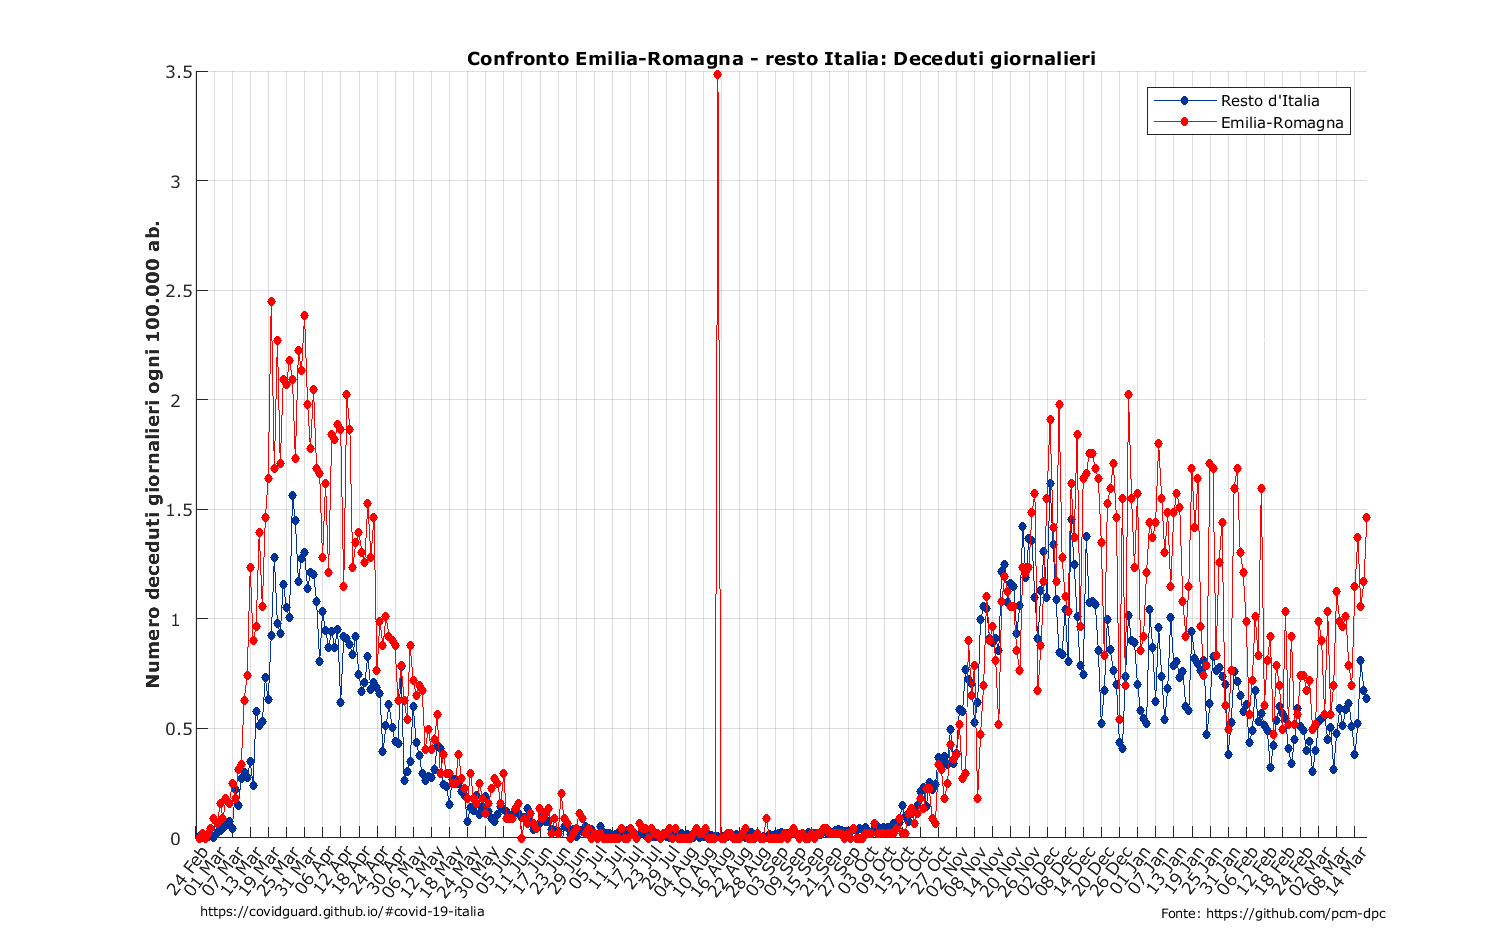 Confronto Emilia-Romagna - resto Italia: Deceduti giornalieri
Numero deceduti giornalieri ogni 100.000 ab.
3.5
3
2.5
2
1.5
1
0.5
0
Resto d'Italia
Emilia-Romagna
24 Feb
01 Mar
07 Mar
13 Mar
19 Mar
25 Mar
31 Mar
06 Apr
12 Apr
18 Apr
24 Apr
30 Apr
06 May
12 May
18 May
24 May
30 May
05 Jun
11 Jun
17 Jun
23 Jun
29 Jun
05 Jul
11 Jul
17 Jul
23 Jul
29 Jul
04 Aug
10 Aug
16 Aug
22 Aug
28 Aug
03 Sep
09 Sep
15 Sep
21 Sep
27 Sep
03 Oct
09 Oct
15 Oct
21 Oct
27 Oct
02 Nov
08 Nov
14 Nov
20 Nov
26 Nov
02 Dec
08 Dec
14 Dec
20 Dec
26 Dec
01 Jan
07 Jan
13 Jan
19 Jan
25 Jan
31 Jan
06 Feb
12 Feb
18 Feb
24 Feb
02 Mar
08 Mar
14 Mar
https://covidguard.github.io/#covid-19-italia
Fonte: https://github.com/pcm-dpc